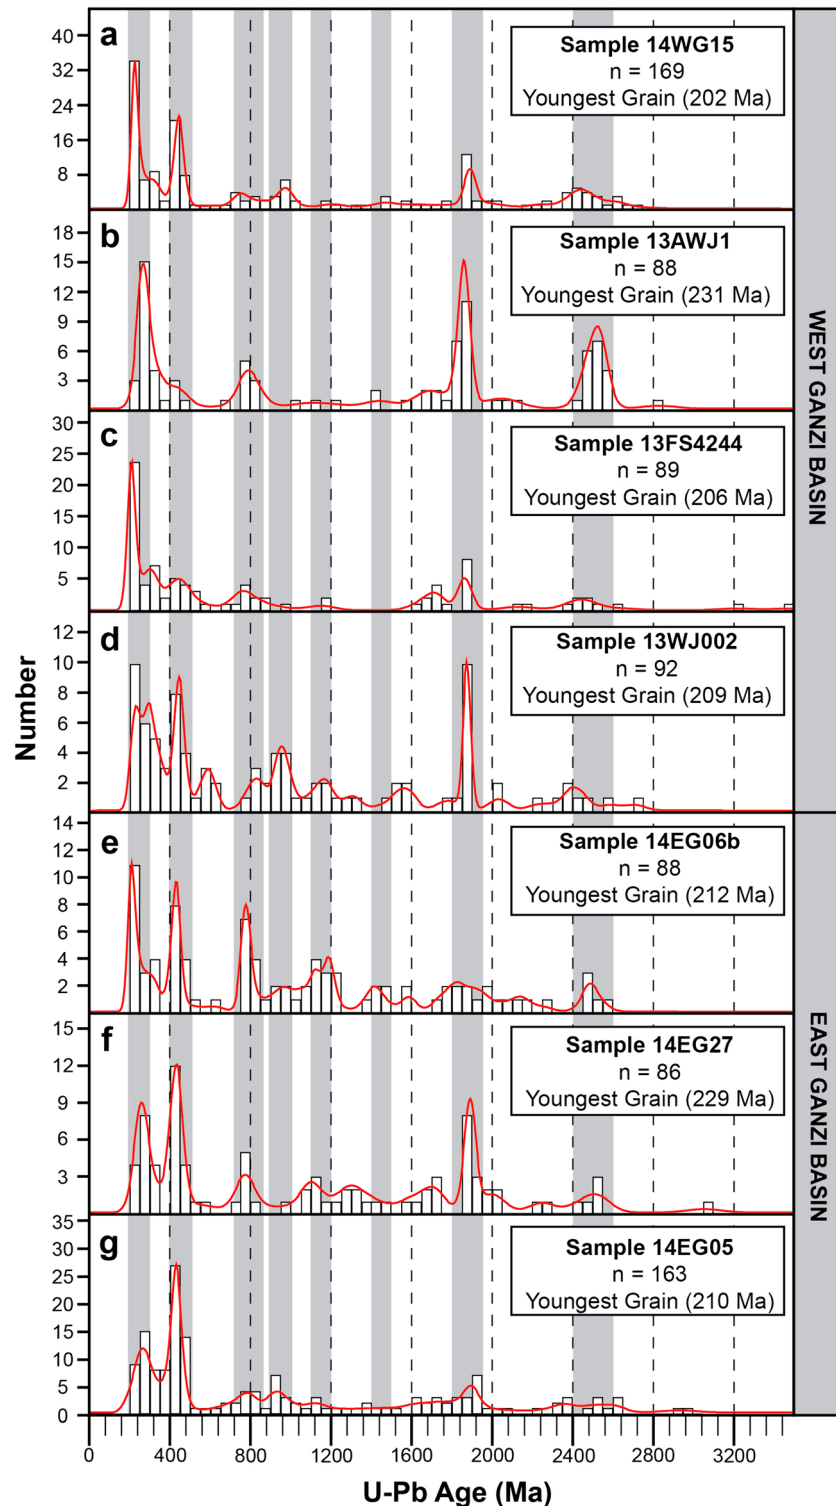 a
Sample 14WG15
n = 169
Youngest Grain (202 Ma)
40
32
24
16
8
b
Sample 13AWJ1
n = 88
Youngest Grain (231 Ma)
18
15
12
9
6
3
c
Sample 13FS4244
n = 89
Youngest Grain (206 Ma)
30
25
20
15
10
5
d
Sample 13WJ002
n = 92
Youngest Grain (209 Ma)
12
10
8
6
4
2
WEST GANZI BASIN
Number
e
Sample 14EG06b
n = 88
Youngest Grain (212 Ma)
14
12
10
8
6
4
2
f
Sample 14EG27
n = 86
Youngest Grain (229 Ma)
15
12
9
6
3
g
Sample 14EG05
n = 163
Youngest Grain (210 Ma)
35
30
25
20
15
10
5
0
EAST GANZI BASIN
0 400 800 1200 1600 2000 2400 2800 3200
U-Pb Age (Ma)